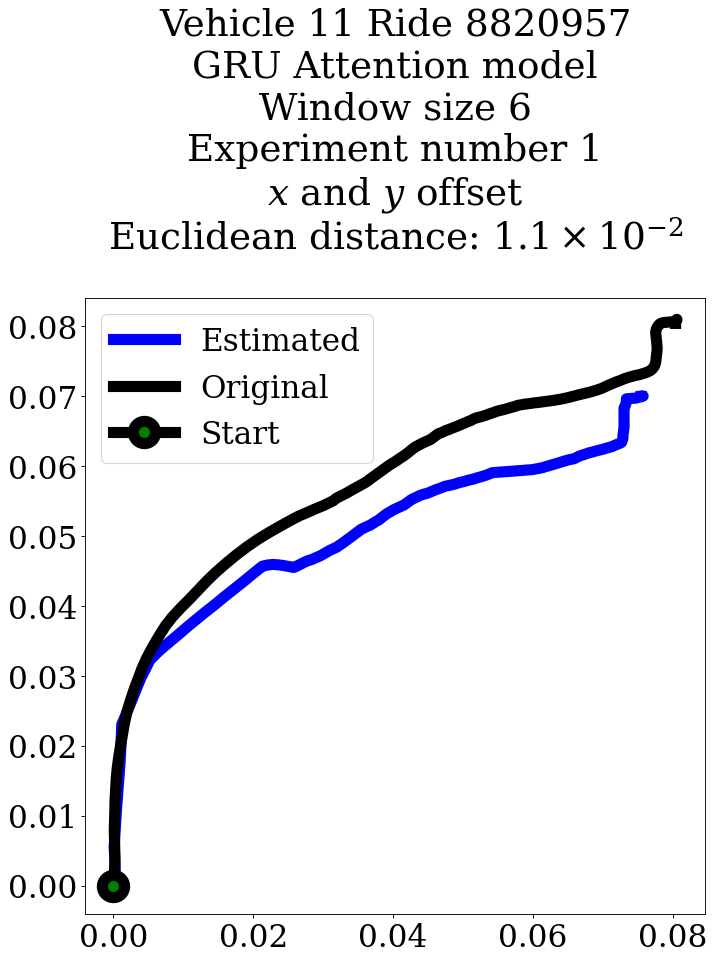 Vehicle 11 Ride 8820957
GRU Attention model
Window size 6
Experiment number 1
x and y offset
Euclidean distance: 1.1 × 10⁻²
Estimated
Original
Start
0.08
0.07
0.06
0.05
0.04
0.03
0.02
0.01
0.00
0.00 0.02 0.04 0.06 0.08